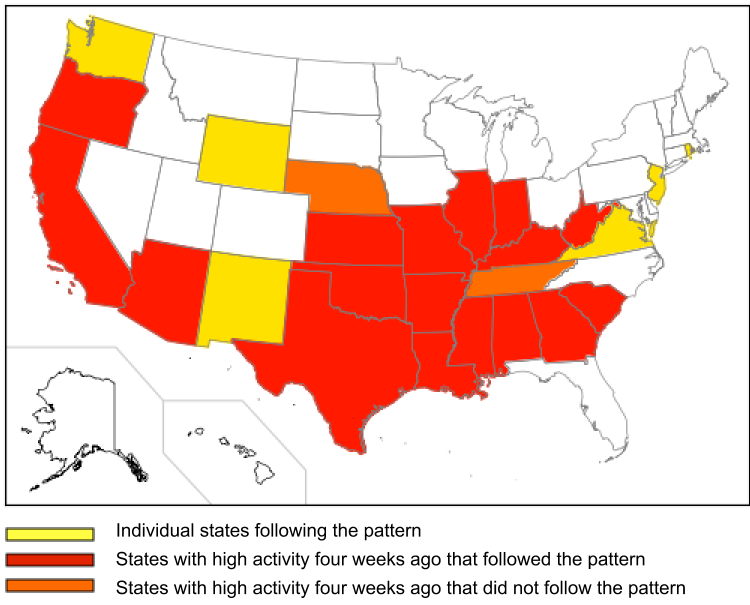 Individual states following the pattern
States with high activity four weeks ago that followed the pattern
States with high activity four weeks ago that did not follow the pattern